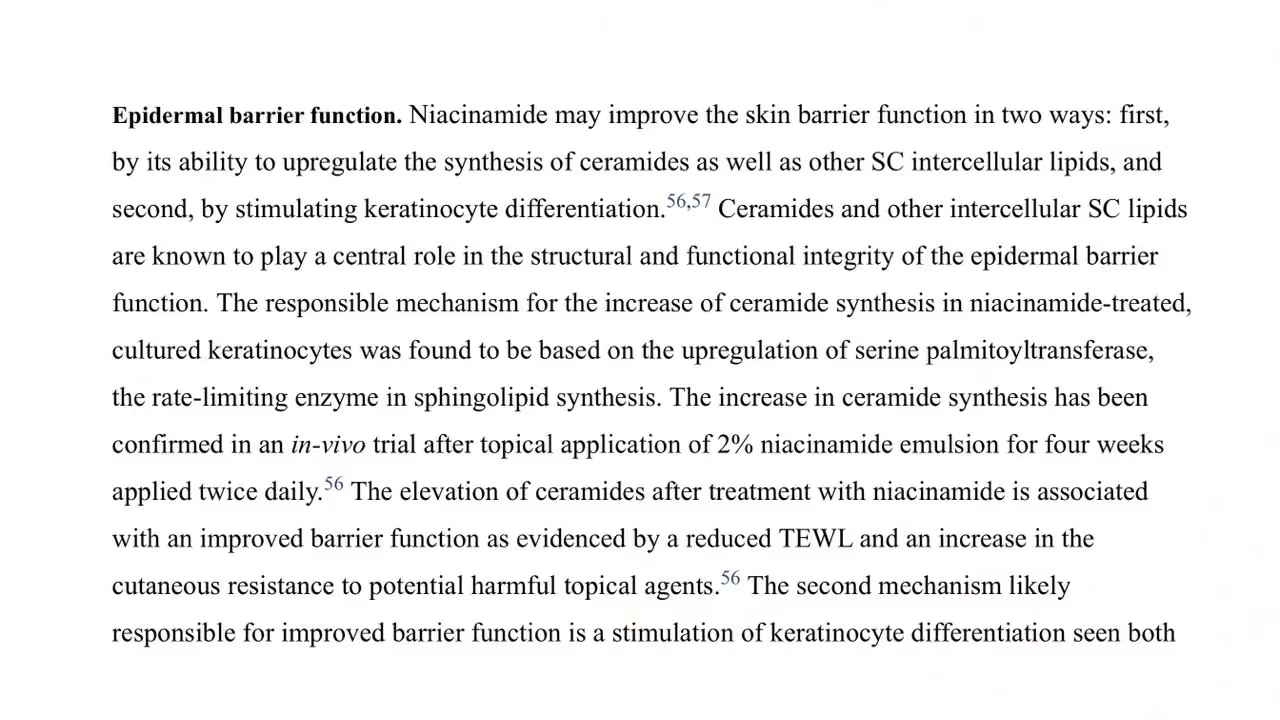 Epidermal barrier function. Niacinamide may improve the skin barrier function in two ways: first,
by its ability to upregulate the synthesis of ceramides as well as other SC intercellular lipids, and
second, by stimulating keratinocyte differentiation.56,57 Ceramides and other intercellular SC lipids
are known to play a central role in the structural and functional integrity of the epidermal barrier
function. The responsible mechanism for the increase of ceramide synthesis in niacinamide-treated,
cultured keratinocytes was found to be based on the upregulation of serine palmitoyltransferase,
the rate-limiting enzyme in sphingolipid synthesis. The increase in ceramide synthesis has been
confirmed in an in-vivo trial after topical application of 2% niacinamide emulsion for four weeks
applied twice daily.56 The elevation of ceramides after treatment with niacinamide is associated
with an improved barrier function as evidenced by a reduced TEWL and an increase in the
cutaneous resistance to potential harmful topical agents.56 The second mechanism likely
responsible for improved barrier function is a stimulation of keratinocyte differentiation seen both